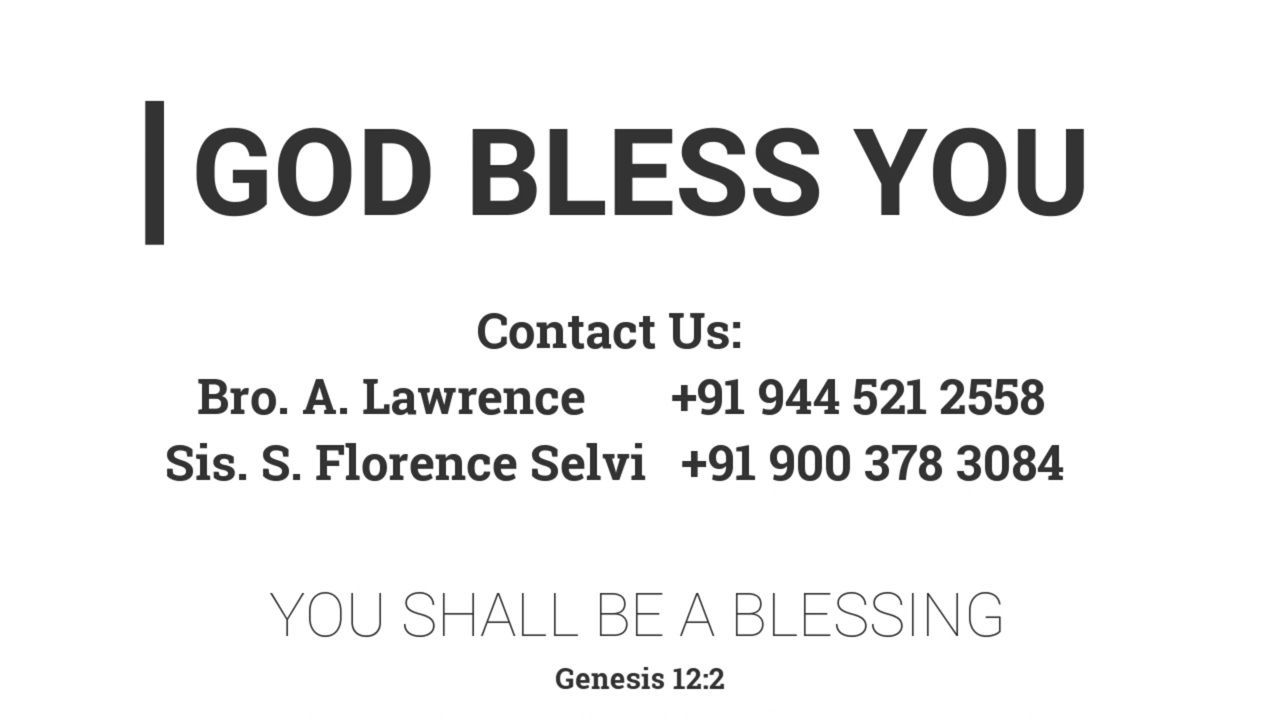 GOD BLESS YOU
Contact Us:
Bro. A. Lawrence +91 944 521 2558
Sis. S. Florence Selvi +91 900 378 3084
YOU SHALL BE A BLESSING
Genesis 12:2